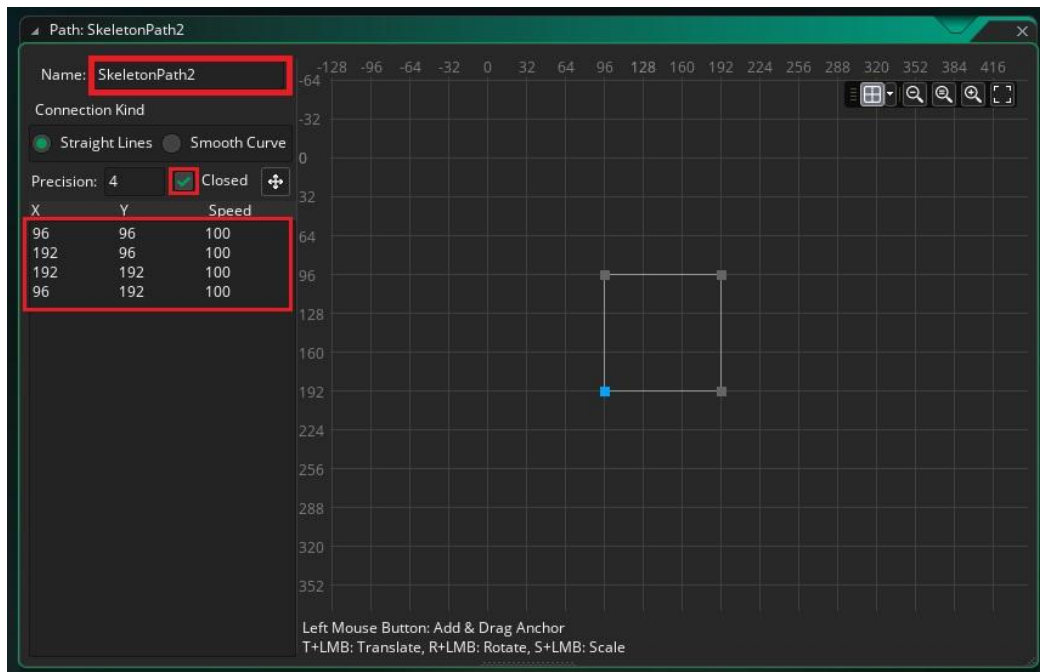 Path: SkeletonPath2
Name: SkeletonPath2
Connection Kind
Straight Lines Smooth Curve
Precision: 4 Closed
X Y Speed
96 96 100
192 96 100
192 192 100
96 192 100
-128 -96 -64 -32 0 32 64 96 128 160 192 224 256 288 320 352 384 416
-64
-32
0
32
64
96
128
160
192
224
256
288
320
352
Left Mouse Button: Add & Drag Anchor
T+LMB: Translate, R+LMB: Rotate, S+LMB: Scale